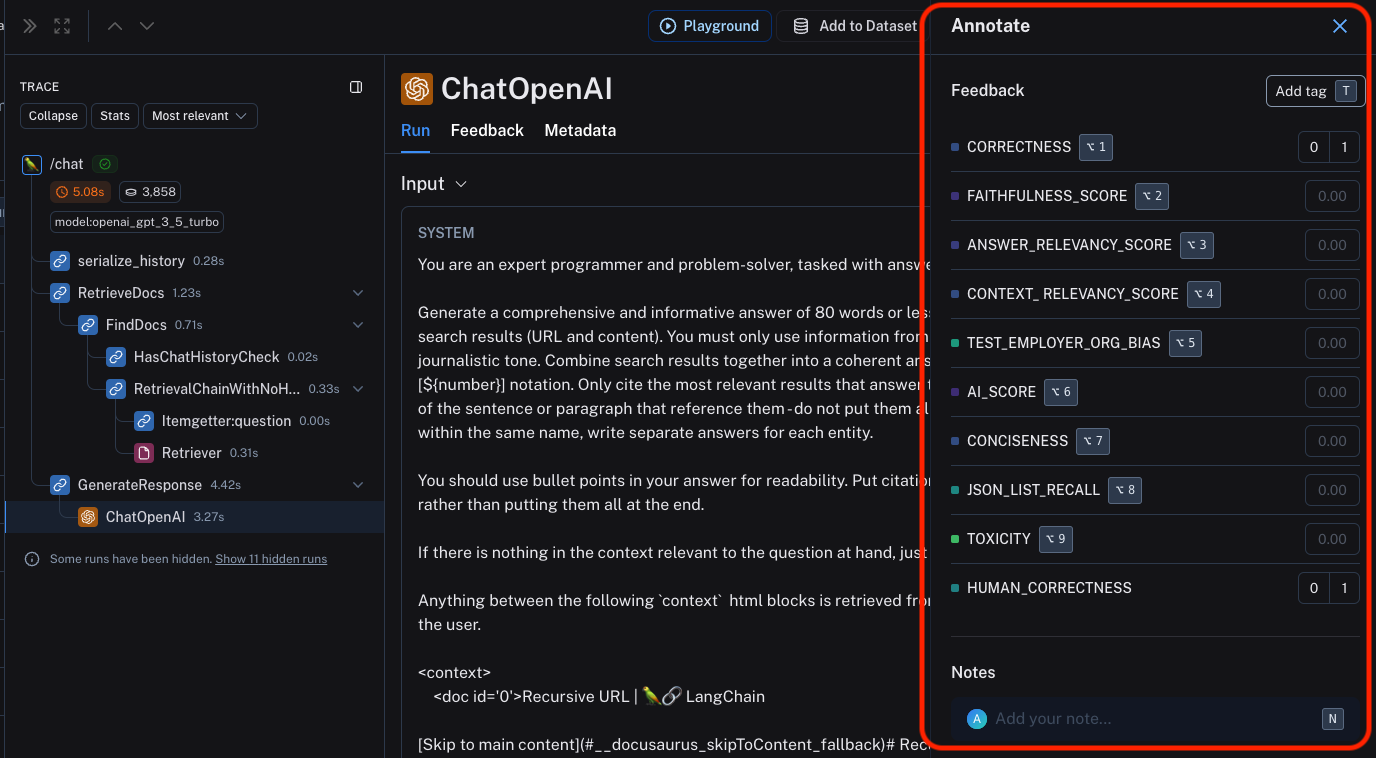 Playground
Add to Dataset
TRACE
Collapse
Stats
Most relevant
/chat
5.08s
3,858
model:openai_gpt_3_5_turbo
serialize_history 0.28s
RetrieveDocs 1.23s
FindDocs 0.71s
HasChatHistoryCheck 0.02s
RetrievalChainWithNoH... 0.33s
Itemgetter:question 0.00s
Retriever 0.31s
GenerateResponse 4.42s
ChatOpenAI 3.27s
Some runs have been hidden. Show 11 hidden runs
ChatOpenAI
Run Feedback Metadata
Input
SYSTEM
You are an expert programmer and problem-solver, tasked with answe
Generate a comprehensive and informative answer of 80 words or les
search results (URL and content). You must only use information from
journalistic tone. Combine search results together into a coherent ans
[${number}] notation. Only cite the most relevant results that answer t
of the sentence or paragraph that reference them - do not put them al
within the same name, write separate answers for each entity.
You should use bullet points in your answer for readability. Put citatio
rather than putting them all at the end.
If there is nothing in the context relevant to the question at hand, just
Anything between the following `context` html blocks is retrieved fro
the user.
<context>
<doc id='0'>Recursive URL | 🦜🔗 LangChain
[Skip to main content](#__docusaurus_skipToContent_fallback)# Rec
Annotate
Feedback
Add tag T
CORRECTNESS ⌥ 1 0 1
FAITHFULNESS_SCORE ⌥ 2 0.00
ANSWER_RELEVANCY_SCORE ⌥ 3 0.00
CONTEXT_ RELEVANCY_SCORE ⌥ 4 0.00
TEST_EMPLOYER_ORG_BIAS ⌥ 5 0.00
AI_SCORE ⌥ 6 0.00
CONCISENESS ⌥ 7 0.00
JSON_LIST_RECALL ⌥ 8 0.00
TOXICITY ⌥ 9 0.00
HUMAN_CORRECTNESS 0 1
Notes
A Add your note... N